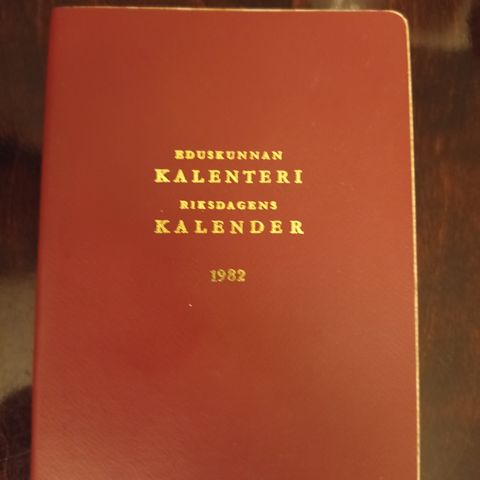 EDUSKUNNAN
KALENTERI
RIKSDAGENS
KALENDER
1982